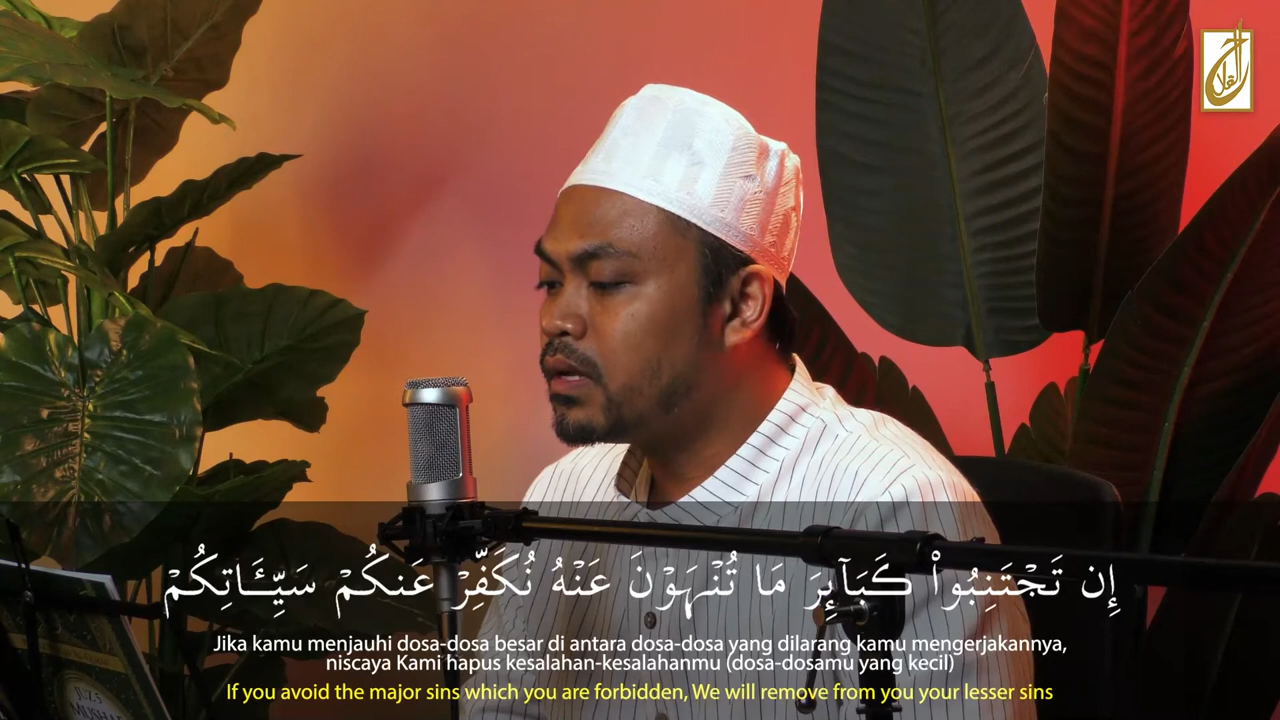 إِن تَجْتَنِبُوا۟ كَبَآئِرَ مَا تُنْهَوْنَ عَنْهُ نُكَفِّرْ عَنكُمْ سَيِّـَٔاتِكُمْ
Jika kamu menjauhi dosa-dosa besar di antara dosa-dosa yang dilarang kamu mengerjakannya,
niscaya Kami hapus kesalahan-kesalahanmu (dosa-dosamu yang kecil)
If you avoid the major sins which you are forbidden, We will remove from you your lesser sins
JUZ 5